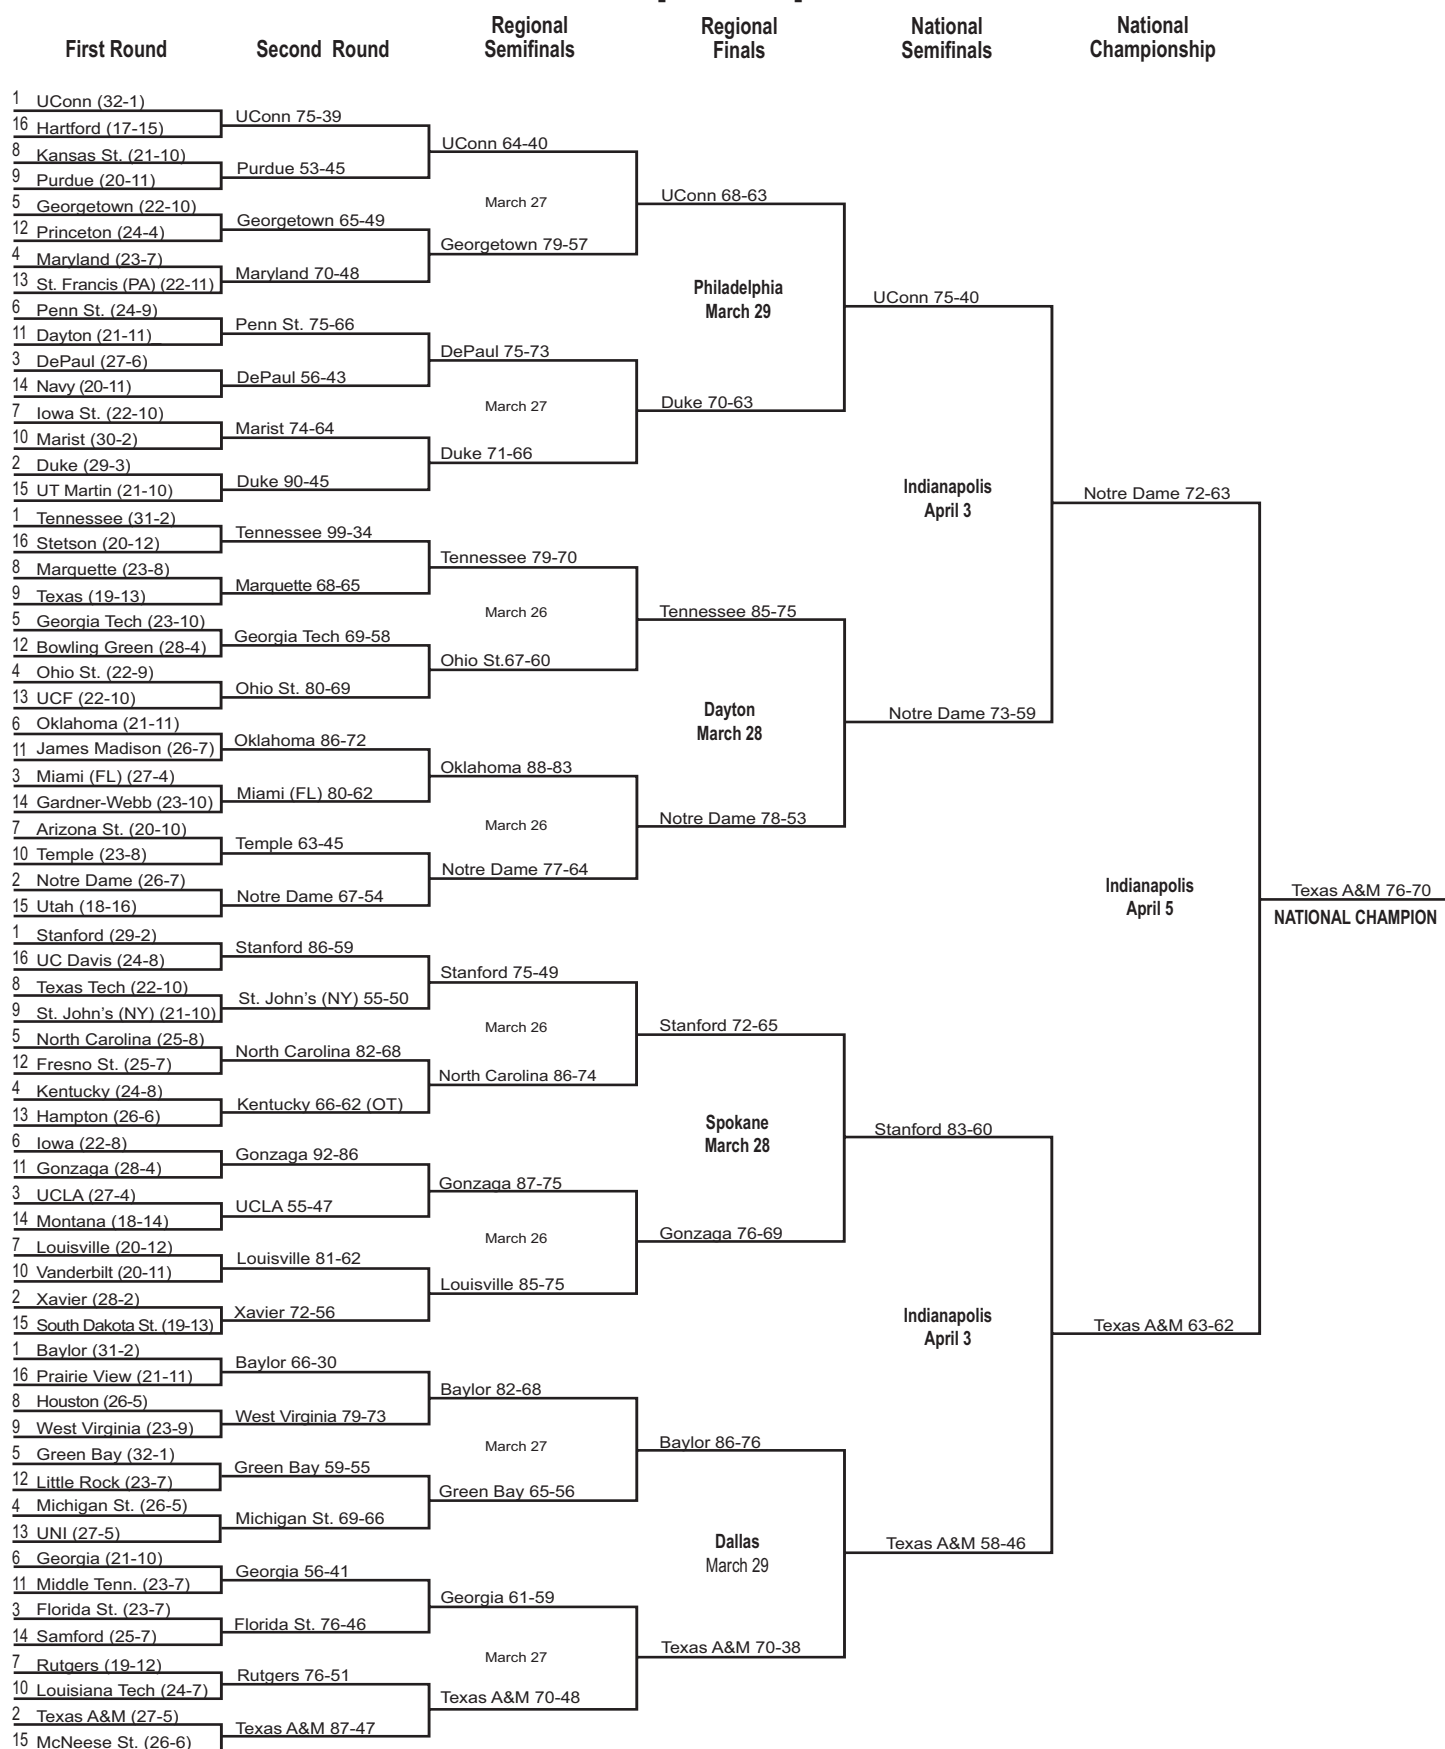 First Round
Second Round
Regional
Semifinals
Regional
Finals
National
Semifinals
National
Championship
1 UConn (32-1)
16 Hartford (17-15)
8 Kansas St. (21-10)
9 Purdue (20-11)
5 Georgetown (22-10)
12 Princeton (24-4)
4 Maryland (23-7)
13 St. Francis (PA) (22-11)
6 Penn St. (24-9)
11 Dayton (21-11)
3 DePaul (27-6)
14 Navy (20-11)
7 Iowa St. (22-10)
10 Marist (30-2)
2 Duke (29-3)
15 UT Martin (21-10)
1 Tennessee (31-2)
16 Stetson (20-12)
8 Marquette (23-8)
9 Texas (19-13)
5 Georgia Tech (23-10)
12 Bowling Green (28-4)
4 Ohio St. (22-9)
13 UCF (22-10)
6 Oklahoma (21-11)
11 James Madison (26-7)
3 Miami (FL) (27-4)
14 Gardner-Webb (23-10)
7 Arizona St. (20-10)
10 Temple (23-8)
2 Notre Dame (26-7)
15 Utah (18-16)
1 Stanford (29-2)
16 UC Davis (24-8)
8 Texas Tech (22-10)
9 St. John's (NY) (21-10)
5 North Carolina (25-8)
12 Fresno St. (25-7)
4 Kentucky (24-8)
13 Hampton (26-6)
6 Iowa (22-8)
11 Gonzaga (28-4)
3 UCLA (27-4)
14 Montana (18-14)
7 Louisville (20-12)
10 Vanderbilt (20-11)
2 Xavier (28-2)
15 South Dakota St. (19-13)
1 Baylor (31-2)
16 Prairie View (21-11)
8 Houston (26-5)
9 West Virginia (23-9)
5 Green Bay (32-1)
12 Little Rock (23-7)
4 Michigan St. (26-5)
13 UNI (27-5)
6 Georgia (21-10)
11 Middle Tenn. (23-7)
3 Florida St. (23-7)
14 Samford (25-7)
7 Rutgers (19-12)
10 Louisiana Tech (24-7)
2 Texas A&M (27-5)
15 McNeese St. (26-6)
UConn 75-39
Purdue 53-45
Georgetown 65-49
Maryland 70-48
Penn St. 75-66
DePaul 56-43
Marist 74-64
Duke 90-45
Tennessee 99-34
Marquette 68-65
Georgia Tech 69-58
Ohio St. 80-69
Oklahoma 86-72
Miami (FL) 80-62
Temple 63-45
Notre Dame 67-54
Stanford 86-59
St. John's (NY) 55-50
North Carolina 82-68
Kentucky 66-62 (OT)
Gonzaga 92-86
UCLA 55-47
Louisville 81-62
Xavier 72-56
Baylor 66-30
West Virginia 79-73
Green Bay 59-55
Michigan St. 69-66
Georgia 56-41
Florida St. 76-46
Rutgers 76-51
Texas A&M 87-47
UConn 64-40
March 27
Georgetown 79-57
DePaul 75-73
March 27
Duke 71-66
Tennessee 79-70
March 26
Ohio St.67-60
Oklahoma 88-83
March 26
Notre Dame 77-64
Stanford 75-49
March 26
North Carolina 86-74
Gonzaga 87-75
March 26
Louisville 85-75
Baylor 82-68
March 27
Green Bay 65-56
Georgia 61-59
March 27
Texas A&M 70-48
UConn 68-63
Philadelphia
March 29
Duke 70-63
Tennessee 85-75
Dayton
March 28
Notre Dame 78-53
Stanford 72-65
Spokane
March 28
Gonzaga 76-69
Baylor 86-76
Dallas
March 29
Texas A&M 70-38
UConn 75-40
Indianapolis
April 3
Notre Dame 73-59
Stanford 83-60
Indianapolis
April 3
Texas A&M 58-46
Notre Dame 72-63
Indianapolis
April 5
Texas A&M 63-62
Texas A&M 76-70
NATIONAL CHAMPION